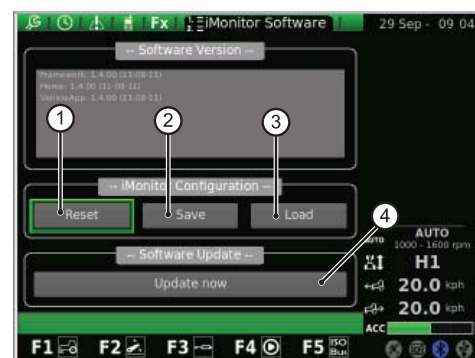 Fx iMonitor Software 29 Sep - 09 04
-- Software Version --
Framework: 1.4.00 (11-08-11)
Home: 1.4.00 (11-08-11)
VehicleApp: 1.4.00 (11-08-11)
1
2
3
-- iMonitor Configuration --
Reset Save Load
4
-- Software Update --
Update now
AUTO AUTO
1000 - 1600 rpm
H1
20.0 kph
20.0 kph
ACC
F1 F2 F3 F4 F5 ISO
Bus